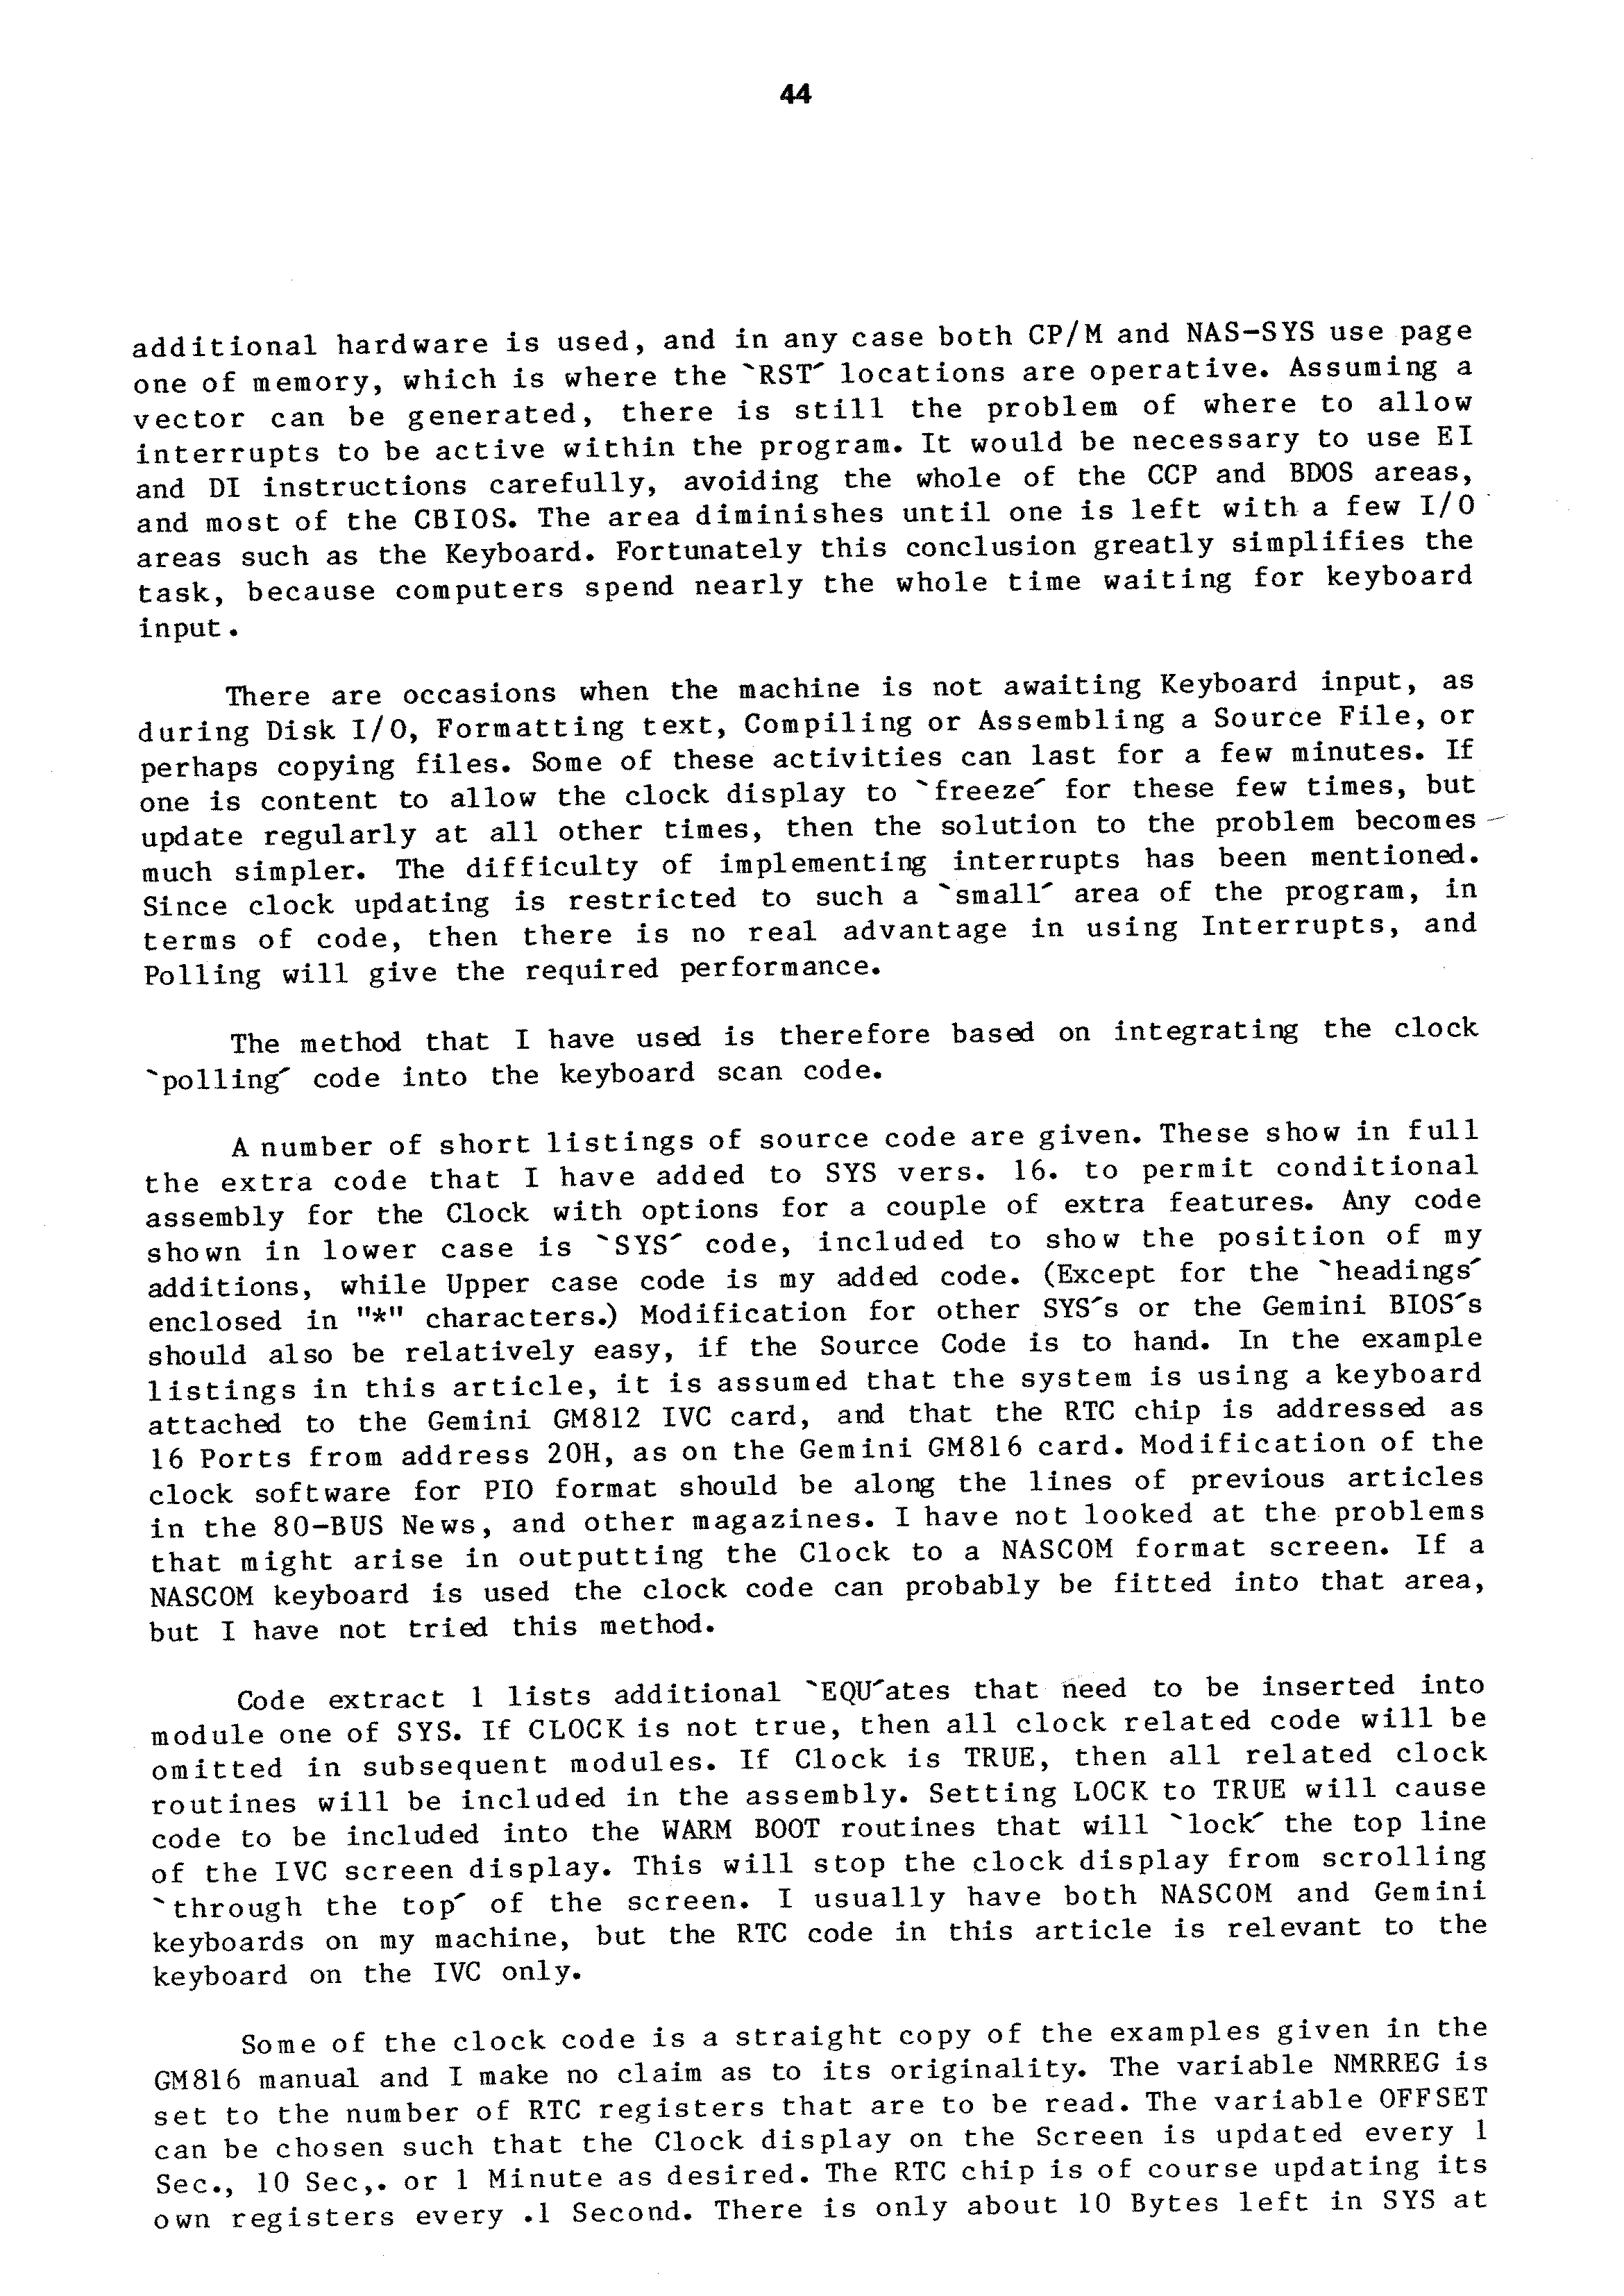 44
additional hardware is used, and in any case both CP/M and NAS-SYS use page
one of memory, which is where the `RST´ locations are operative. Assuming a
vector can be generated, there is still the problem of where to allow
interrupts to be active within the program. It would be necessary to use EI
and DI instructions carefully, avoiding the whole of the CCP and BDOS areas,
and most of the CBIOS. The area diminishes until one is left with a few I/O
areas such as the Keyboard. Fortunately this conclusion greatly simplifies the
task, because computers spend nearly the whole time waiting for keyboard
input.
There are occasions when the machine is not awaiting Keyboard input, as
during Disk I/O, Formatting text, Compiling or Assembling a Source File, or
perhaps copying files. Some of these activities can last for a few minutes. If
one is content to allow the clock display to `freeze´ for these few times, but
update regularly at all other times, then the solution to the problem becomes
much simpler. The difficulty of implementing interrupts has been mentioned.
Since clock updating is restricted to such a `small´ area of the program, in
terms of code, then there is no real advantage in using Interrupts, and
Polling will give the required performance.
The method that I have used is therefore based on integrating the clock
`polling´ code into the keyboard scan code.
A number of short listings of source code are given. These show in full
the extra code that I have added to SYS vers. 16. to permit conditional
assembly for the Clock with options for a couple of extra features. Any code
shown in lower case is `SYS´ code, included to show the position of my
additions, while Upper case code is my added code. (Except for the `headings´
enclosed in "*" characters.) Modification for other SYS´s or the Gemini BIOS´s
should also be relatively easy, if the Source Code is to hand. In the example
listings in this article, it is assumed that the system is using a keyboard
attached to the Gemini GM812 IVC card, and that the RTC chip is addressed as
16 Ports from address 20H, as on the Gemini GM816 card. Modification of the
clock software for PIO format should be along the lines of previous articles
in the 80-BUS News, and other magazines. I have not looked at the problems
that might arise in outputting the Clock to a NASCOM format screen. If a
NASCOM keyboard is used the clock code can probably be fitted into that area,
but I have not tried this method.
Code extract 1 lists additional `EQU´ates that need to be inserted into
module one of SYS. If CLOCK is not true, then all clock related code will be
omitted in subsequent modules. If Clock is TRUE, then all related clock
routines will be included in the assembly. Setting LOCK to TRUE will cause
code to be included into the WARM BOOT routines that will `lock´ the top line
of the IVC screen display. This will stop the clock display from scrolling
`through the top´ of the screen. I usually have both NASCOM and Gemini
keyboards on my machine, but the RTC code in this article is relevant to the
keyboard on the IVC only.
Some of the clock code is a straight copy of the examples given in the
GM816 manual and I make no claim as to its originality. The variable NMRREG is
set to the number of RTC registers that are to be read. The variable OFFSET
can be chosen such that the Clock display on the Screen is updated every 1
Sec., 10 Sec,. or 1 Minute as desired. The RTC chip is of course updating its
own registers every .1 Second. There is only about 10 Bytes left in SYS at